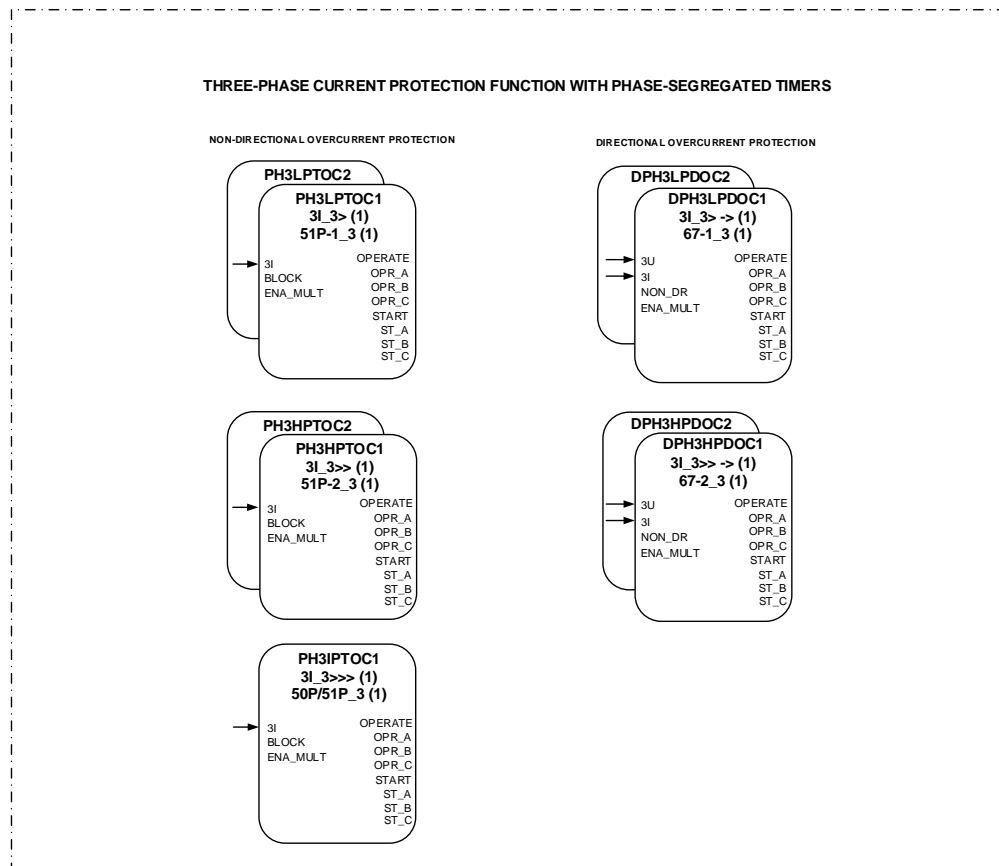 THREE-PHASE CURRENT PROTECTION FUNCTION WITH PHASE-SEGREGATED TIMERS
NON-DIRECTIONAL OVERCURRENT PROTECTION
PH3LPTOC2
PH3LPTOC1
3I_3> (1)
51P-1_3 (1)
3I
BLOCK
ENA_MULT
OPERATE
OPR_A
OPR_B
OPR_C
START
ST_A
ST_B
ST_C
PH3HPTOC2
PH3HPTOC1
3I_3>> (1)
51P-2_3 (1)
3I
BLOCK
ENA_MULT
OPERATE
OPR_A
OPR_B
OPR_C
START
ST_A
ST_B
ST_C
PH3IPTOC1
3I_3>>> (1)
50P/51P_3 (1)
3I
BLOCK
ENA_MULT
OPERATE
OPR_A
OPR_B
OPR_C
START
ST_A
ST_B
ST_C
DIRECTIONAL OVERCURRENT PROTECTION
DPH3LPDOC2
DPH3LPDOC1
3I_3> -> (1)
67-1_3 (1)
3U
3I
NON_DR
ENA_MULT
OPERATE
OPR_A
OPR_B
OPR_C
START
ST_A
ST_B
ST_C
DPH3HPDOC2
DPH3HPDOC1
3I_3>> -> (1)
67-2_3 (1)
3U
3I
NON_DR
ENA_MULT
OPERATE
OPR_A
OPR_B
OPR_C
START
ST_A
ST_B
ST_C